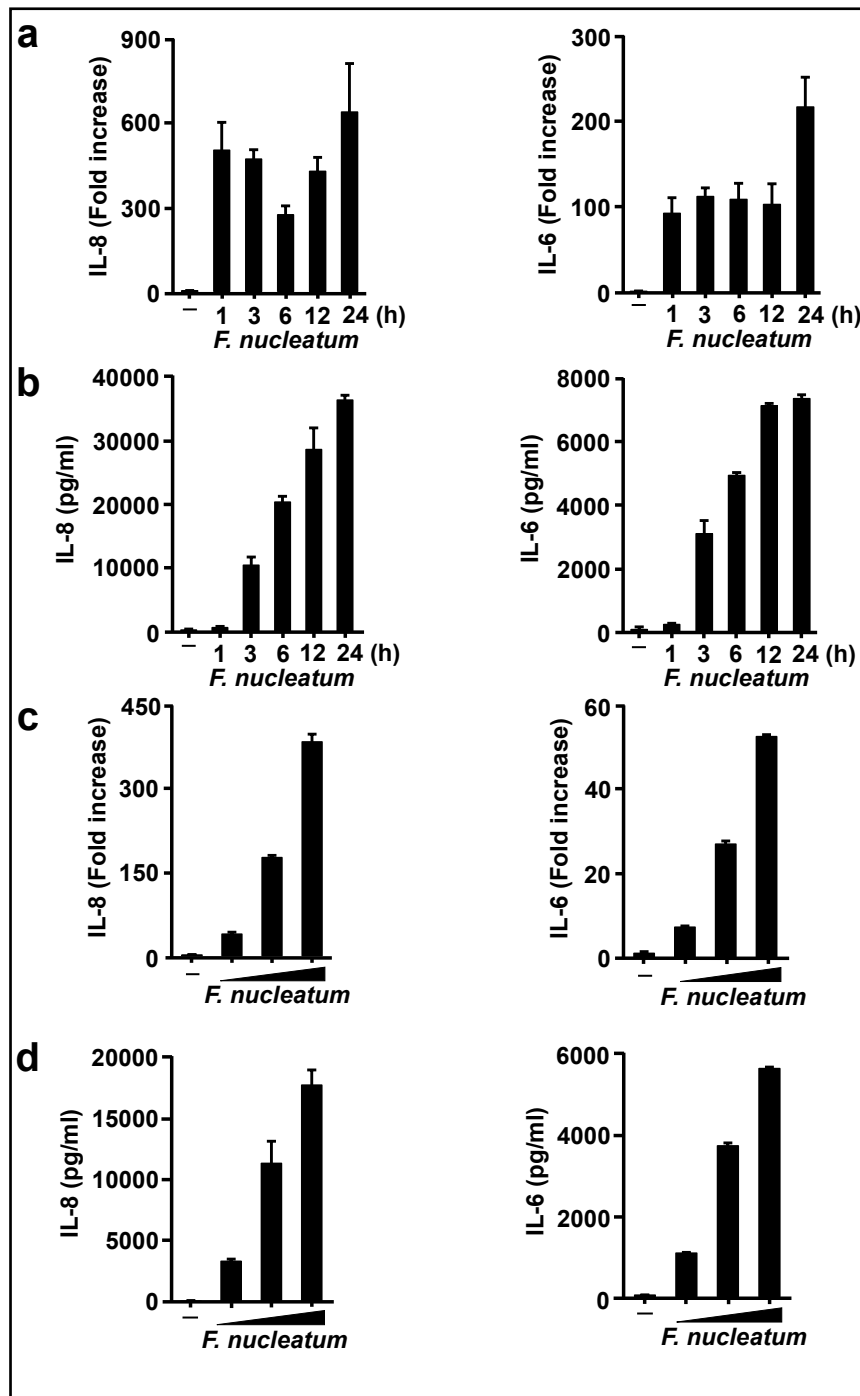 a
IL-8 (Fold increase)
900
600
300
0
– 1 3 6 12 24 (h)
F. nucleatum
IL-6 (Fold increase)
300
200
100
0
– 1 3 6 12 24 (h)
F. nucleatum
b
IL-8 (pg/ml)
40000
30000
20000
10000
0
– 1 3 6 12 24 (h)
F. nucleatum
IL-6 (pg/ml)
8000
6000
4000
2000
0
– 1 3 6 12 24 (h)
F. nucleatum
c
IL-8 (Fold increase)
450
300
150
0
–
F. nucleatum
IL-6 (Fold increase)
60
40
20
0
–
F. nucleatum
d
IL-8 (pg/ml)
20000
15000
10000
5000
0
–
F. nucleatum
IL-6 (pg/ml)
6000
4000
2000
0
–
F. nucleatum